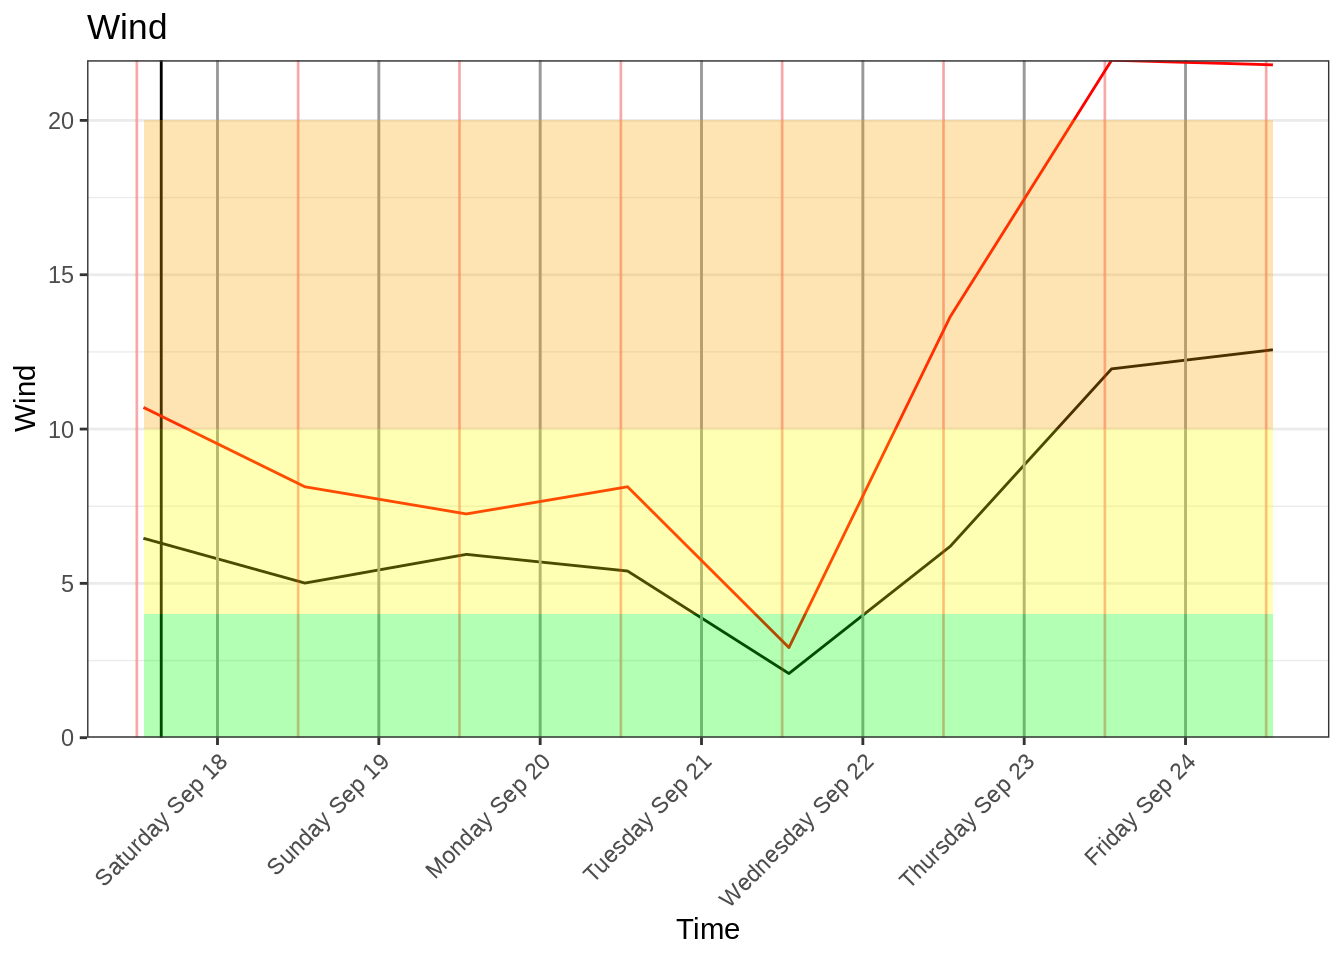 Wind
20
15
10
5
0
Wind
Saturday Sep 18
Sunday Sep 19
Monday Sep 20
Tuesday Sep 21
Wednesday Sep 22
Thursday Sep 23
Friday Sep 24
Time